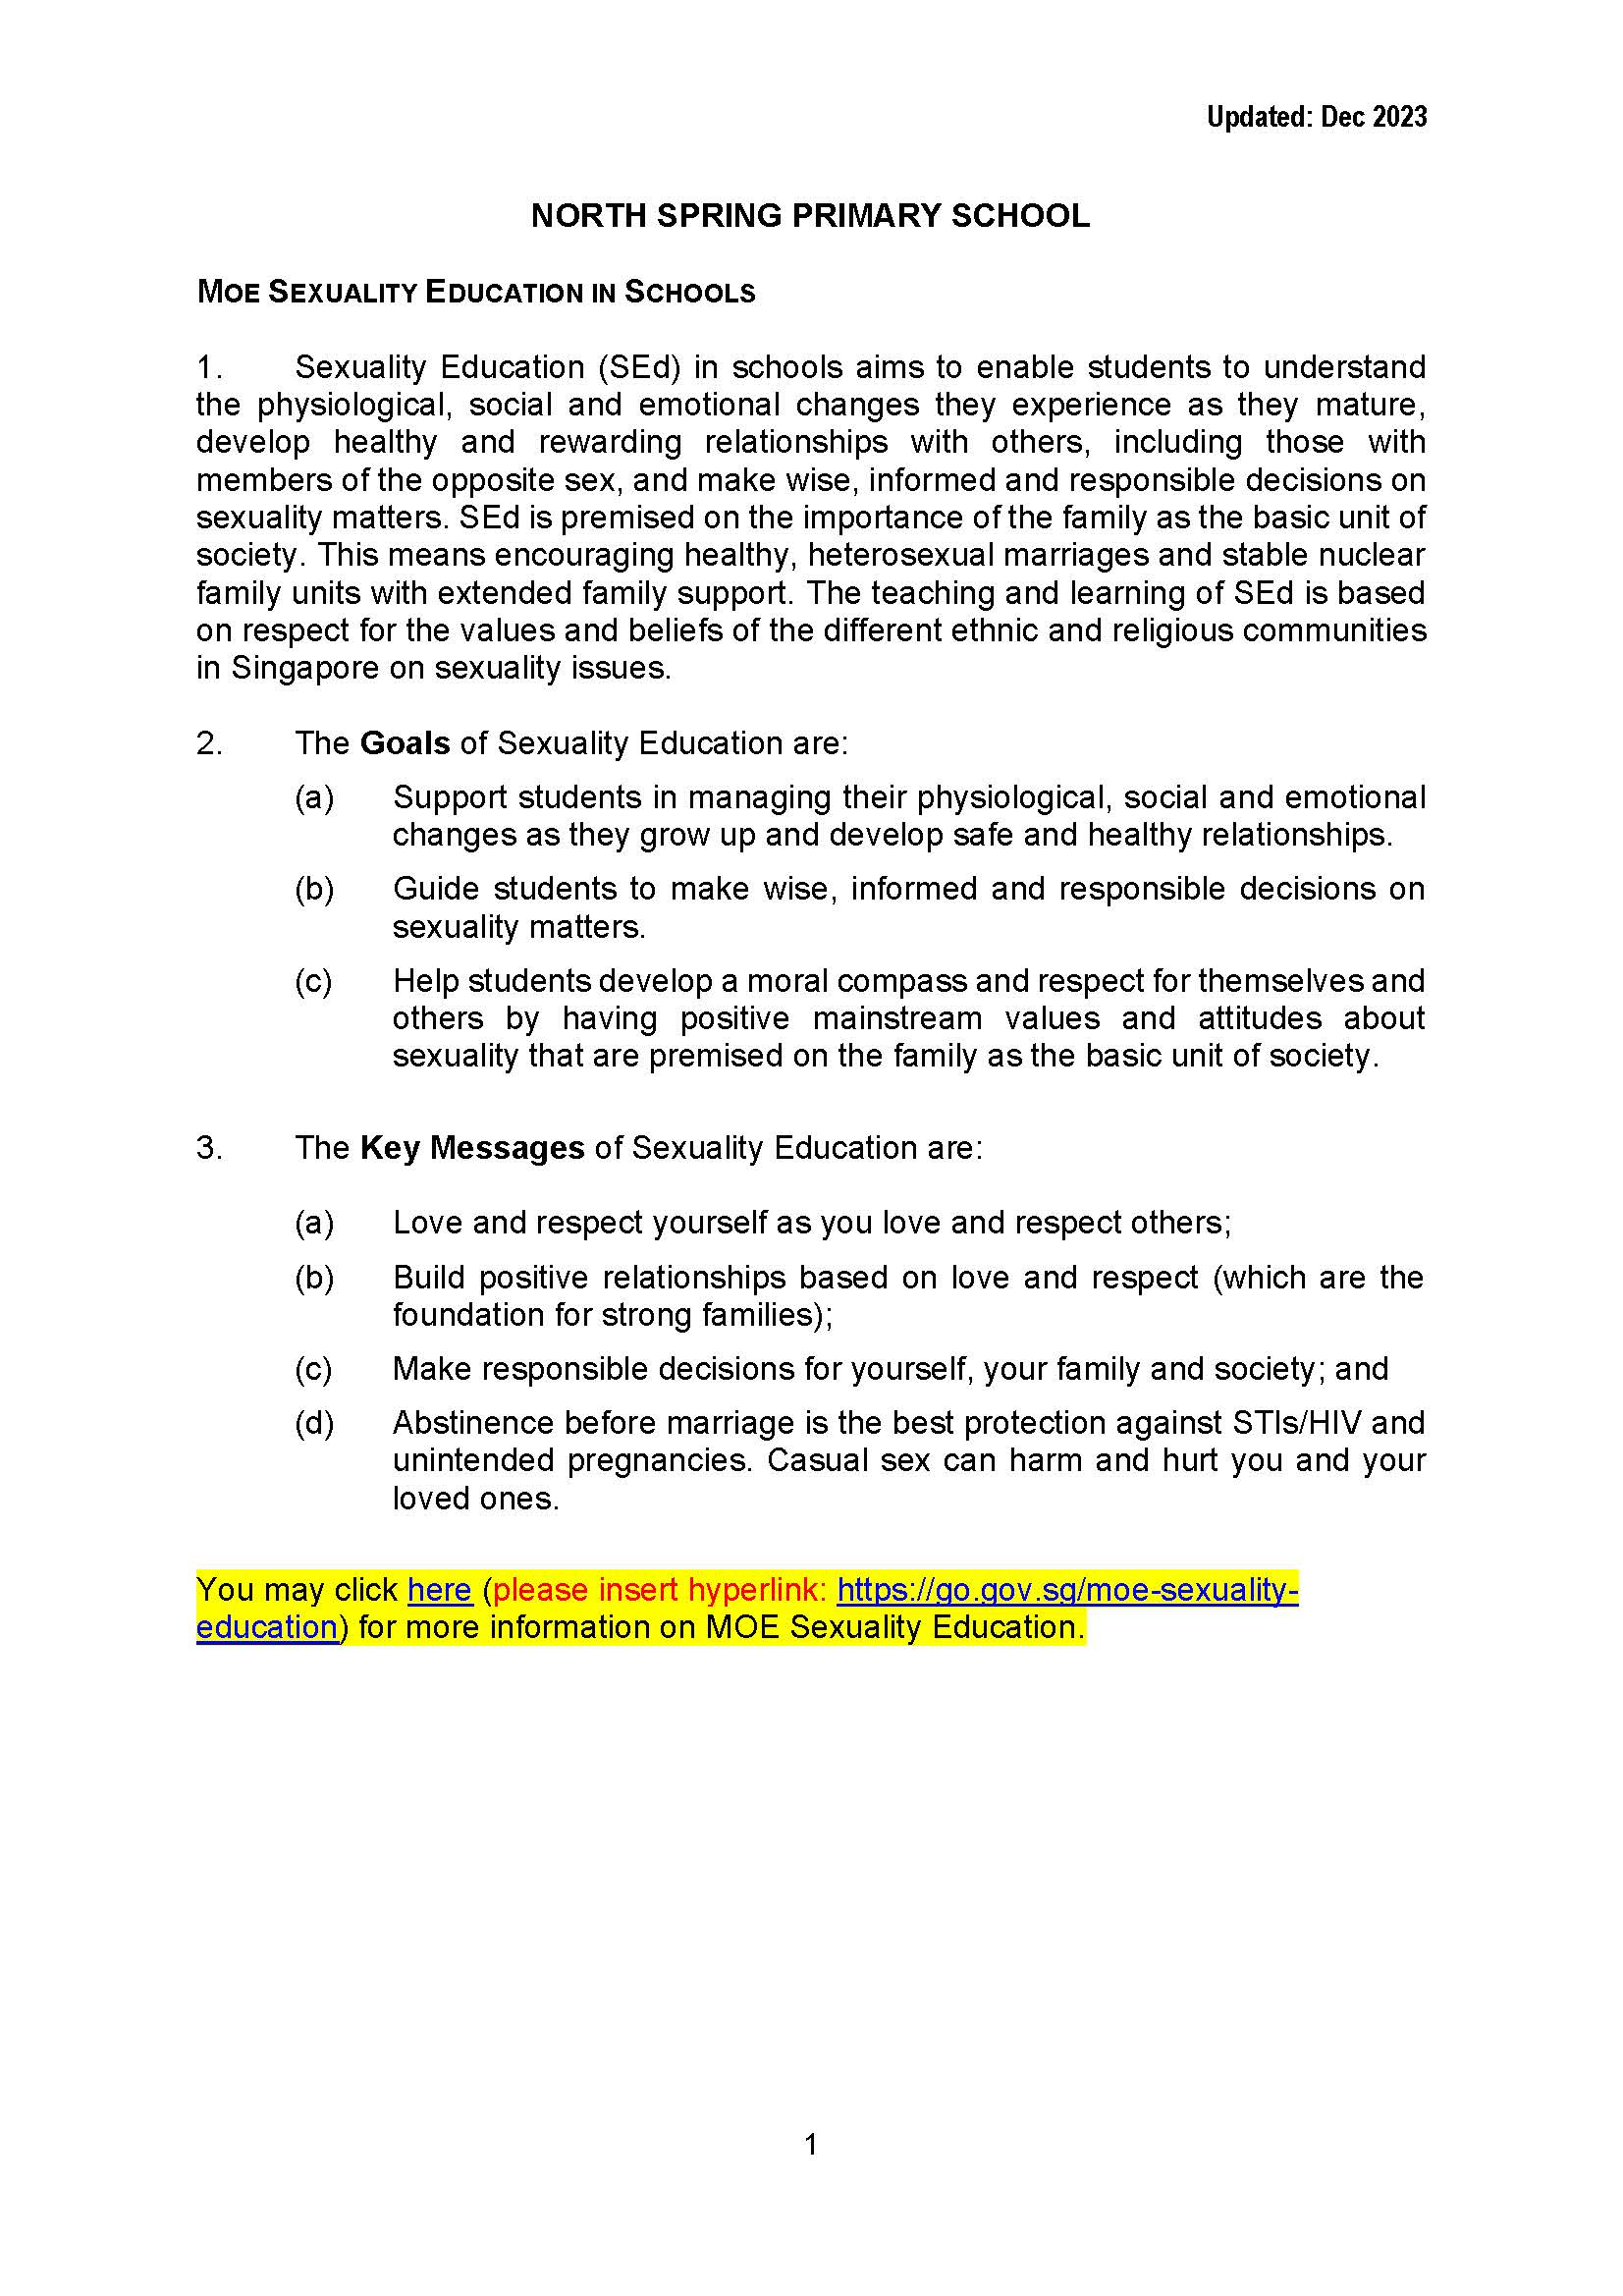 Updated: Dec 2023
NORTH SPRING PRIMARY SCHOOL
MOE SEXUALITY EDUCATION IN SCHOOLS
1. Sexuality Education (SEd) in schools aims to enable students to understand
the physiological, social and emotional changes they experience as they mature,
develop healthy and rewarding relationships with others, including those with
members of the opposite sex, and make wise, informed and responsible decisions on
sexuality matters. SEd is premised on the importance of the family as the basic unit of
society. This means encouraging healthy, heterosexual marriages and stable nuclear
family units with extended family support. The teaching and learning of SEd is based
on respect for the values and beliefs of the different ethnic and religious communities
in Singapore on sexuality issues.
2. The Goals of Sexuality Education are:
(a) Support students in managing their physiological, social and emotional
changes as they grow up and develop safe and healthy relationships.
(b) Guide students to make wise, informed and responsible decisions on
sexuality matters.
(c) Help students develop a moral compass and respect for themselves and
others by having positive mainstream values and attitudes about
sexuality that are premised on the family as the basic unit of society.
3. The Key Messages of Sexuality Education are:
(a) Love and respect yourself as you love and respect others;
(b) Build positive relationships based on love and respect (which are the
foundation for strong families);
(c) Make responsible decisions for yourself, your family and society; and
(d) Abstinence before marriage is the best protection against STIs/HIV and
unintended pregnancies. Casual sex can harm and hurt you and your
loved ones.
You may click here (please insert hyperlink: https://go.gov.sg/moe-sexuality-
education) for more information on MOE Sexuality Education.
1